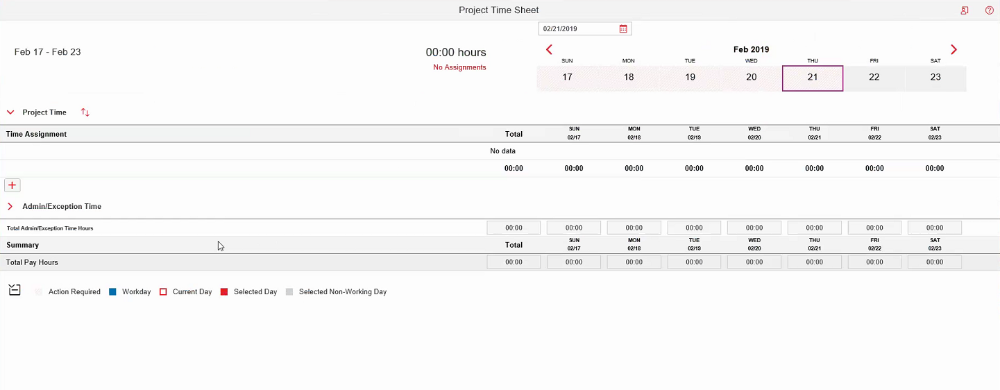 Project Time Sheet
02/21/2019
Feb 17 - Feb 23
00:00 hours
No Assignments
Feb 2019
SUN MON TUE WED THU FRI SAT
17 18 19 20 21 22 23
Project Time
Time Assignment Total SUN MON TUE WED THU FRI SAT
02/17 02/18 02/19 02/20 02/21 02/22 02/23
No data
00:00 00:00 00:00 00:00 00:00 00:00 00:00 00:00
Admin/Exception Time
Total Admin/Exception Time Hours 00:00 00:00 00:00 00:00 00:00 00:00 00:00 00:00
Summary Total SUN MON TUE WED THU FRI SAT
02/17 02/18 02/19 02/20 02/21 02/22 02/23
Total Pay Hours 00:00 00:00 00:00 00:00 00:00 00:00 00:00 00:00
Action Required Workday Current Day Selected Day Selected Non-Working Day